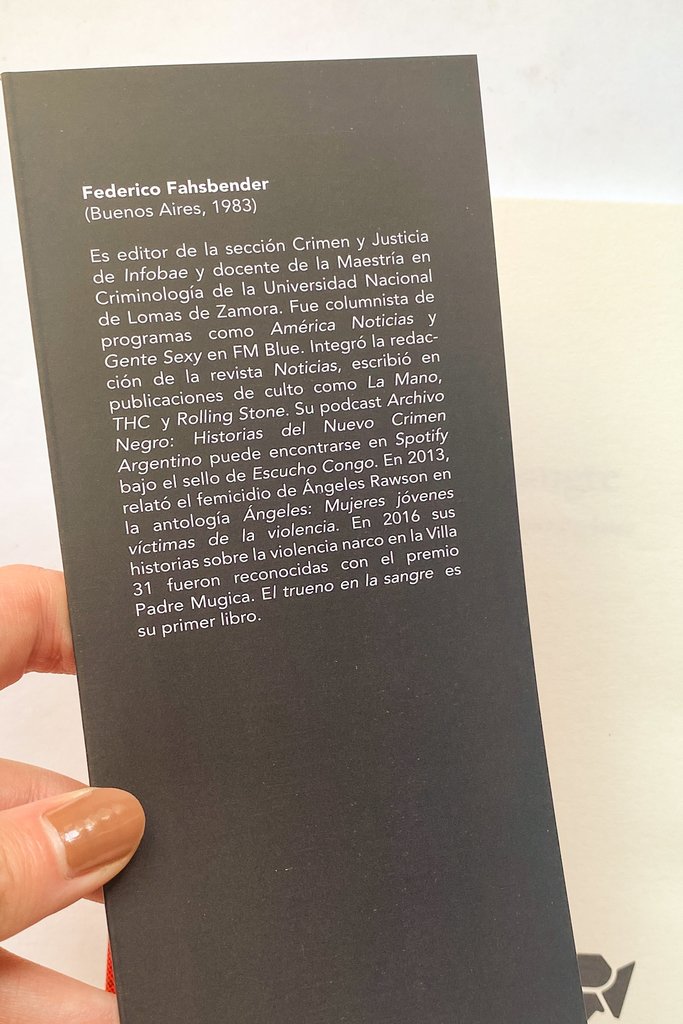 Federico Fahsbender
(Buenos Aires, 1983)
Es editor de la sección Crimen y Justicia
de Infobae y docente de la Maestría en
Criminología de la Universidad Nacional
de Lomas de Zamora. Fue columnista de
programas como América Noticias y
Gente Sexy en FM Blue. Integró la redac-
ción de la revista Noticias, escribió en
publicaciones de culto como La Mano,
THC y Rolling Stone. Su podcast Archivo
Negro: Historias del Nuevo Crimen
Argentino puede encontrarse en Spotify
bajo el sello de Escucho Congo. En 2013,
relató el femicidio de Ángeles Rawson en
la antología Ángeles: Mujeres jóvenes
víctimas de la violencia. En 2016 sus
historias sobre la violencia narco en la Villa
31 fueron reconocidas con el premio
Padre Mugica. El trueno en la sangre es
su primer libro.